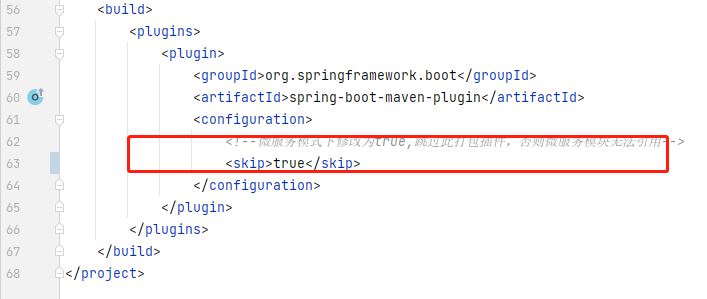 56 <build>
57 <plugins>
58 <plugin>
59 <groupId>org.springframework.boot</groupId>
60 <artifactId>spring-boot-maven-plugin</artifactId>
61 <configuration>
62 <!--微服务模式下修改为true,跳过此打包插件，否则微服务模块无法引用-->
63 <skip>true</skip>
64 </configuration>
65 </plugin>
66 </plugins>
67 </build>
68 </project>